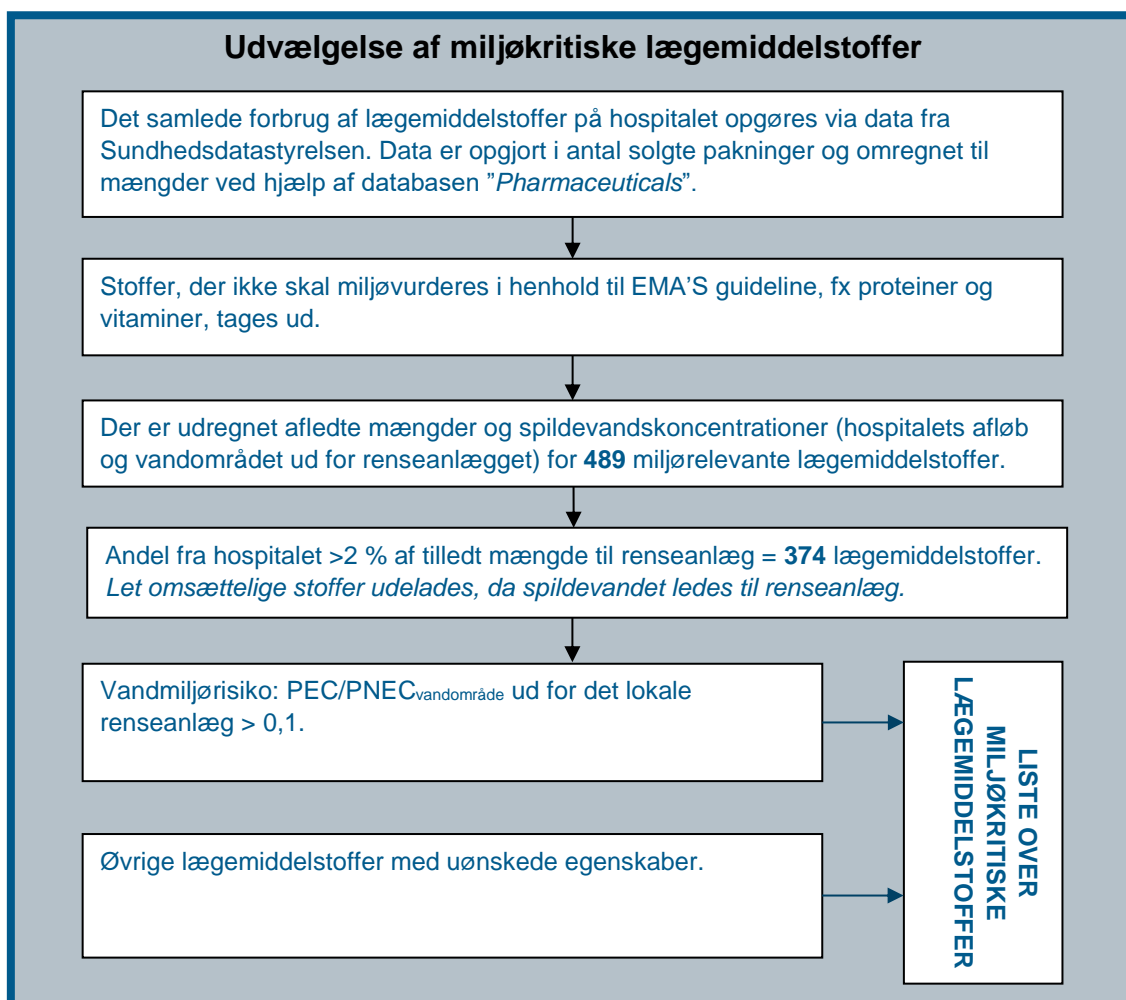 Udvælgelse af miljøkritiske lægemiddelstoffer
Det samlede forbrug af lægemiddelstoffer på hospitalet opgøres via data fra
Sundhedsdatastyrelsen. Data er opgjort i antal solgte pakninger og omregnet til
mængder ved hjælp af databasen ”Pharmaceuticals”.
Stoffer, der ikke skal miljøvurderes i henhold til EMA’S guideline, fx proteiner og
vitaminer, tages ud.
Der er udregnet afledte mængder og spildevandskoncentrationer (hospitalets afløb
og vandområdet ud for renseanlægget) for 489 miljørelevante lægemiddelstoffer.
Andel fra hospitalet >2 % af tilledt mængde til renseanlæg = 374 lægemiddelstoffer.
Let omsættelige stoffer udelades, da spildevandet ledes til renseanlæg.
Vandmiljørisiko: PEC/PNECvandområde ud for det lokale
renseanlæg > 0,1.
Øvrige lægemiddelstoffer med uønskede egenskaber.
LISTE OVER
MILJØKRITISKE
LÆGEMIDDELSTOFFER